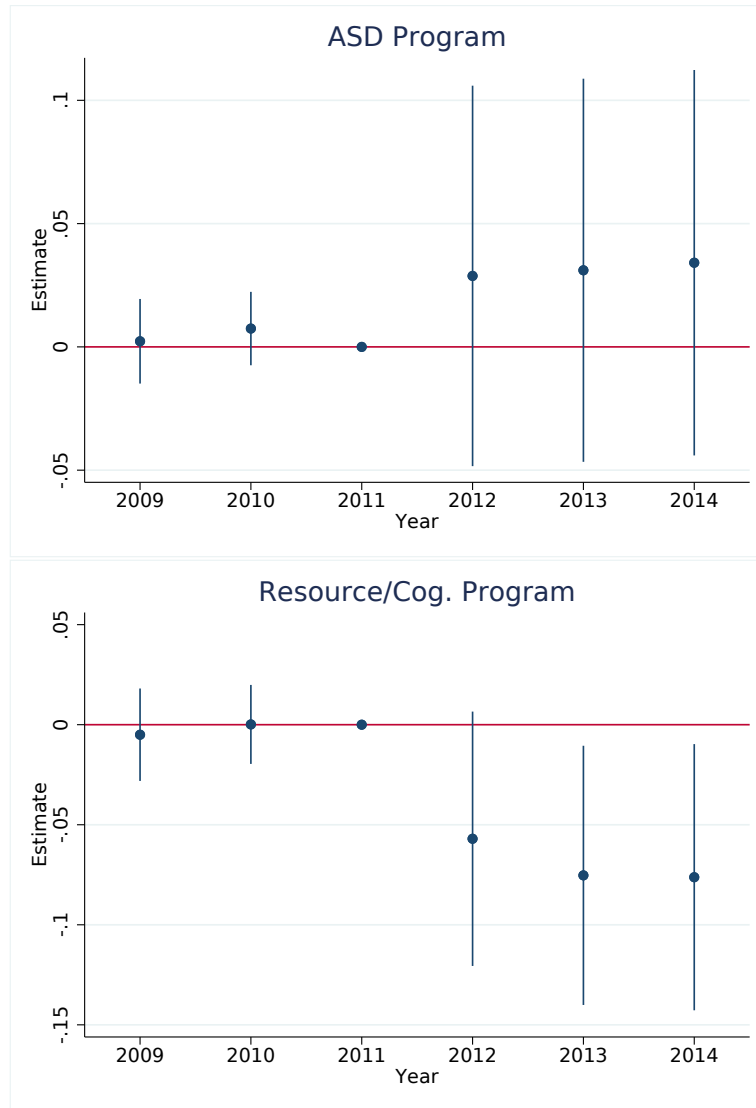 ASD Program
.1
.05
0
-.05
Estimate
2009 2010 2011 2012 2013 2014
Year
Resource/Cog. Program
.05
0
-.05
-.1
-.15
Estimate
2009 2010 2011 2012 2013 2014
Year